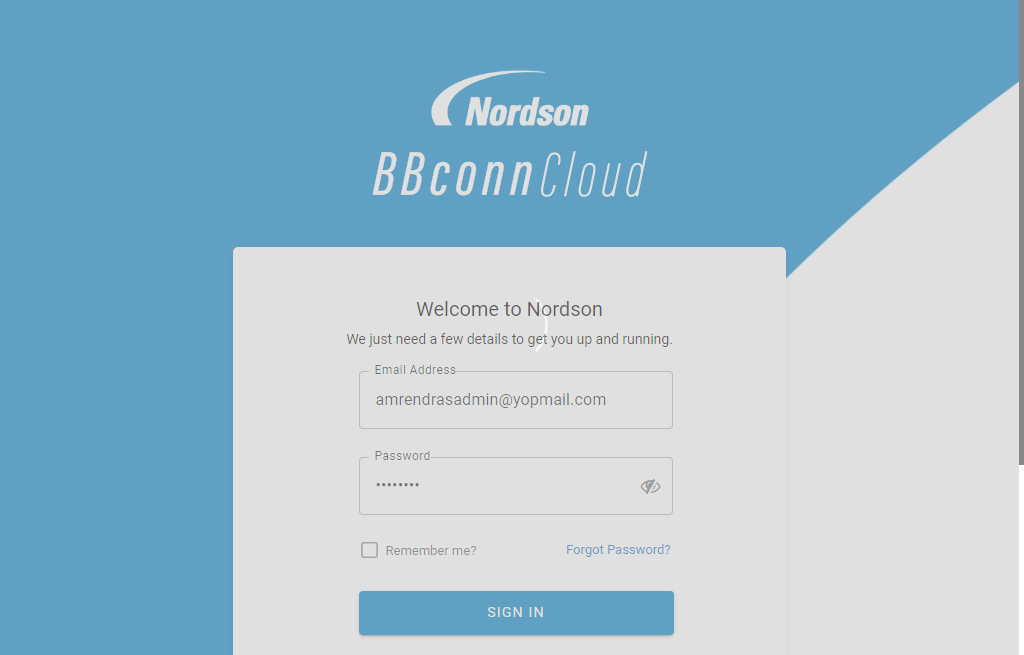 Nordson
BBconnCloud
Welcome to Nordson
We just need a few details to get you up and running.
Email Address
amrendrasadmin@yopmail.com
Password
••••••••
Remember me?
Forgot Password?
SIGN IN